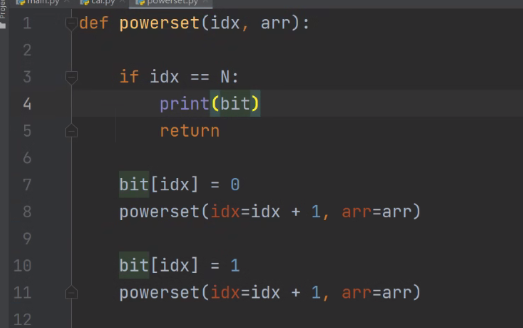 main.py cal.py powerset.py
1 def powerset(idx, arr):
2
3 if idx == N:
4 print(bit)
5 return
6
7 bit[idx] = 0
8 powerset(idx=idx + 1, arr=arr)
9
10 bit[idx] = 1
11 powerset(idx=idx + 1, arr=arr)
12